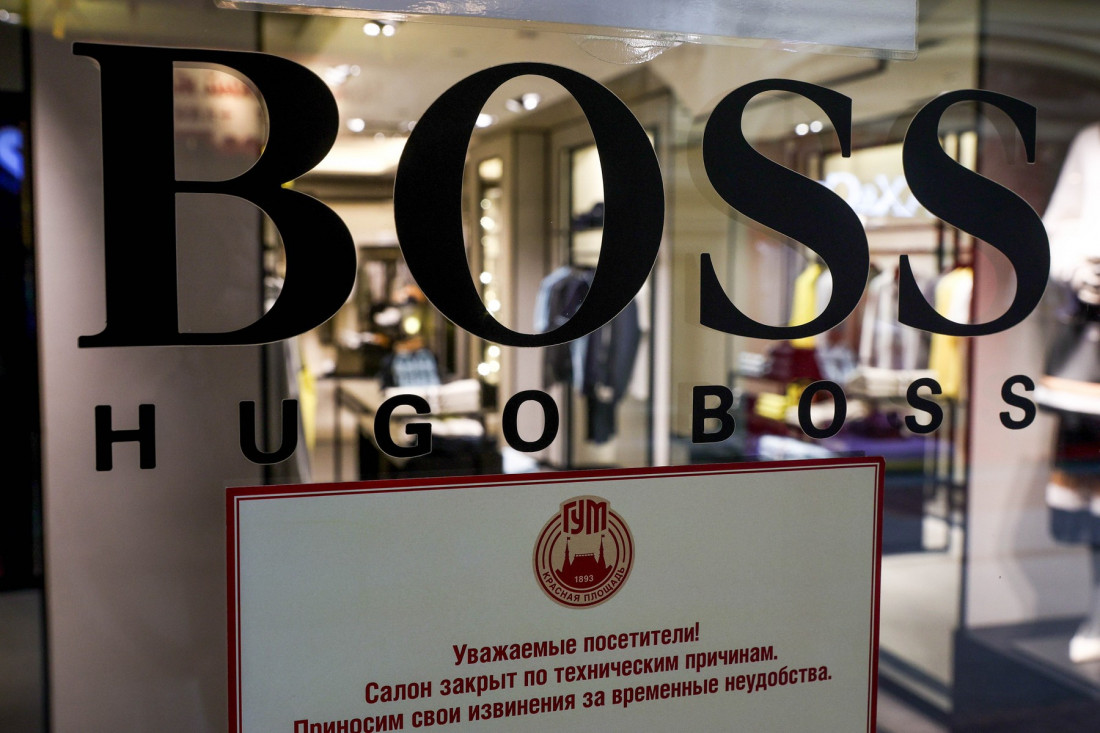 BOSS
HUGO BOSS
ГУМ
1893
КРАСНАЯ ПЛОЩАДЬ
Уважаемые посетители!
Салон закрыт по техническим причинам.
Приносим свои извинения за временные неудобства.